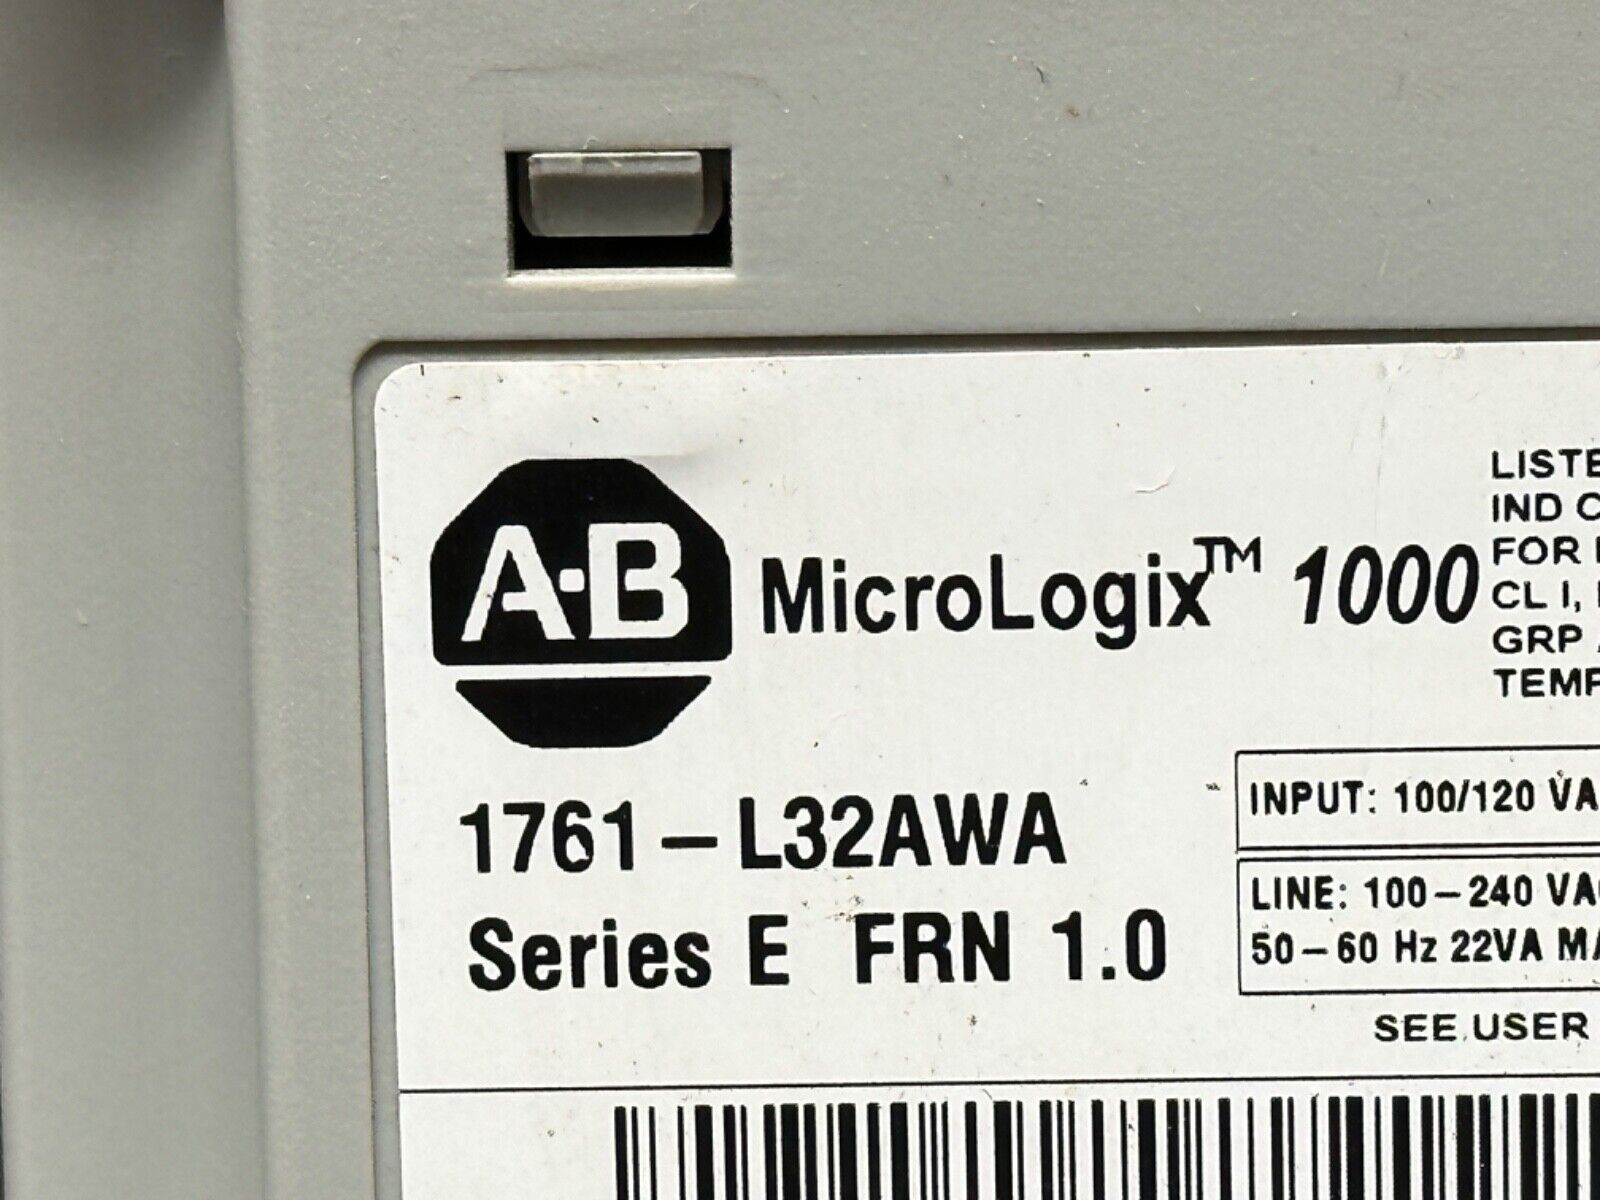 A-B MicroLogix™ 1000
LISTE
IND C
FOR
CL I,
GRP
TEMP
1761-L32AWA
Series E FRN 1.0
INPUT: 100/120 VA
LINE: 100-240 VAC
50-60 Hz 22VA MA
SEE USER